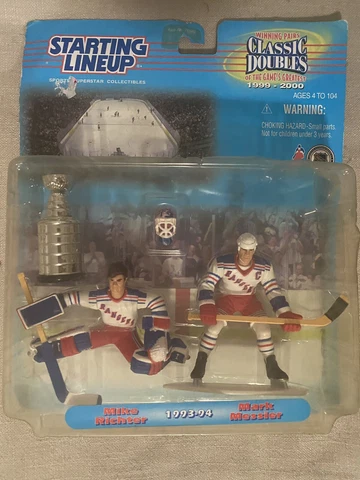 STARTING
LINEUP
SPORTS SUPERSTAR COLLECTIBLES
WINNING PAIRS
CLASSIC
DOUBLES
OF THE GAME'S GREATEST
1999 - 2000
AGES 4 TO 104
WARNING:
CHOKING HAZARD-Small parts.
Not for children under 3 years.
RANGERS
RANGERS
C
Mike
Richter
1993-94
Mark
Messier